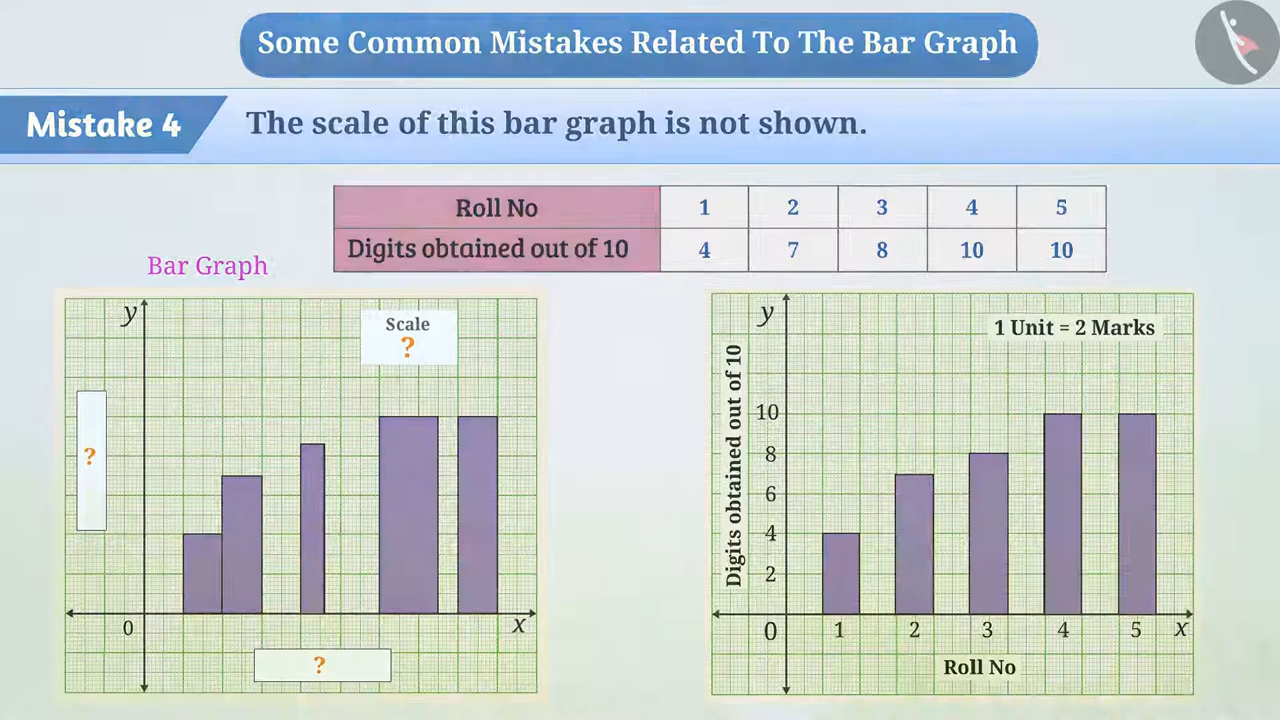 Some Common Mistakes Related To The Bar Graph
Mistake 4
The scale of this bar graph is not shown.
Roll No 1 2 3 4 5
Digits obtained out of 10 4 7 8 10 10
Bar Graph
y
Scale
?
?
0
x
?
y
1 Unit = 2 Marks
Digits obtained out of 10
10
8
6
4
2
0 1 2 3 4 5 x
Roll No